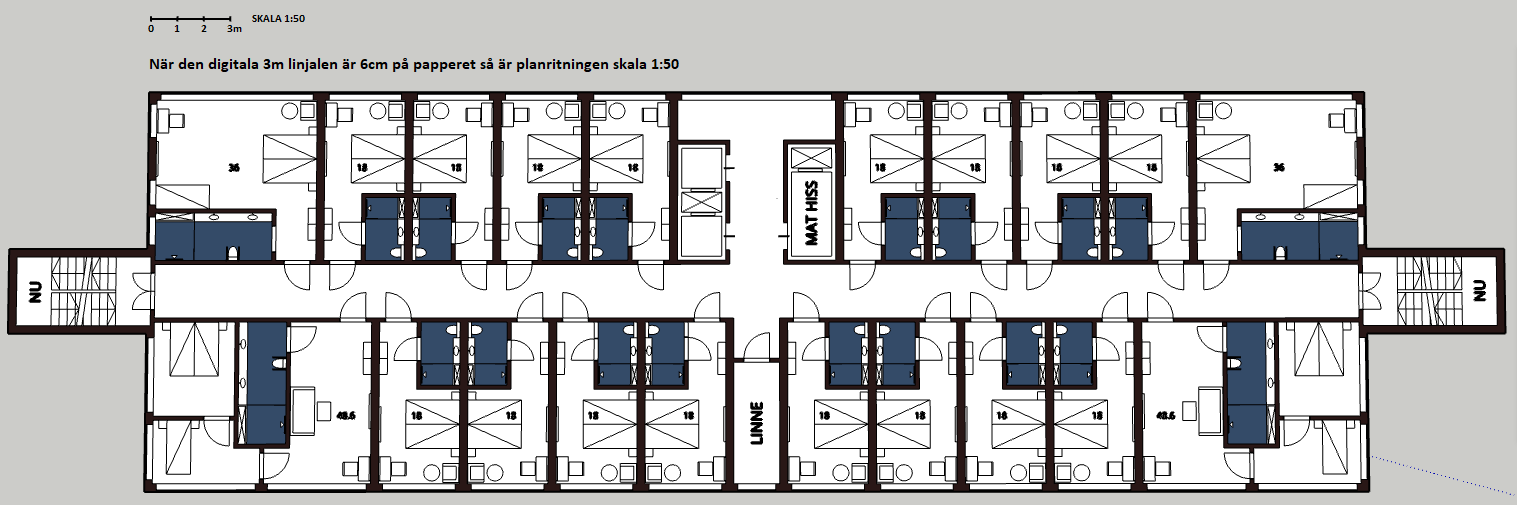 SKALA 1:50
0 1 2 3m
När den digitala 3m linjalen är 6cm på papperet så är planritningen skala 1:50
36 18 18 18 18 18 18 18 18 36
MAT HISS
NU
NU
48.6 18 18 18 18 18 18 18 18 48.6
LINNE